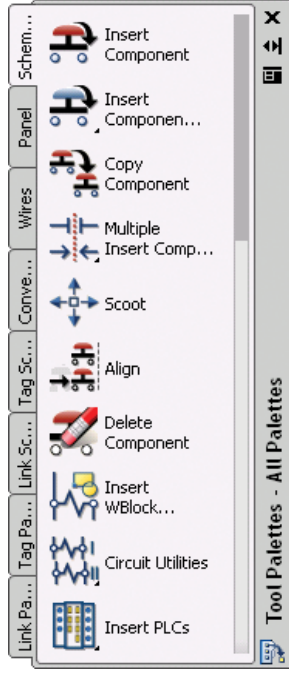 Schem...
Panel
Wires
Conve...
Tag Sc...
Link Sc...
Tag Pa...
Link Pa...
Insert
Component
Insert
Componen...
Copy
Component
Multiple
Insert Comp...
Scoot
Align
Delete
Component
Insert
WBlock...
Circuit Utilities
Insert PLCs
Tool Palettes - All Palettes